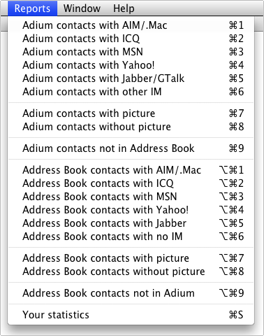 Reports Window Help
Adium contacts with AIM/.Mac ⌘1
Adium contacts with ICQ ⌘2
Adium contacts with MSN ⌘3
Adium contacts with Yahoo! ⌘4
Adium contacts with Jabber/GTalk ⌘5
Adium contacts with other IM ⌘6
Adium contacts with picture ⌘7
Adium contacts without picture ⌘8
Adium contacts not in Address Book ⌘9
Address Book contacts with AIM/.Mac ⌥⌘1
Address Book contacts with ICQ ⌥⌘2
Address Book contacts with MSN ⌥⌘3
Address Book contacts with Yahoo! ⌥⌘4
Address Book contacts with Jabber ⌥⌘5
Address Book contacts with no IM ⌥⌘6
Address Book contacts with picture ⌥⌘7
Address Book contacts without picture ⌥⌘8
Address Book contacts not in Adium ⌥⌘9
Your statistics ⌘S